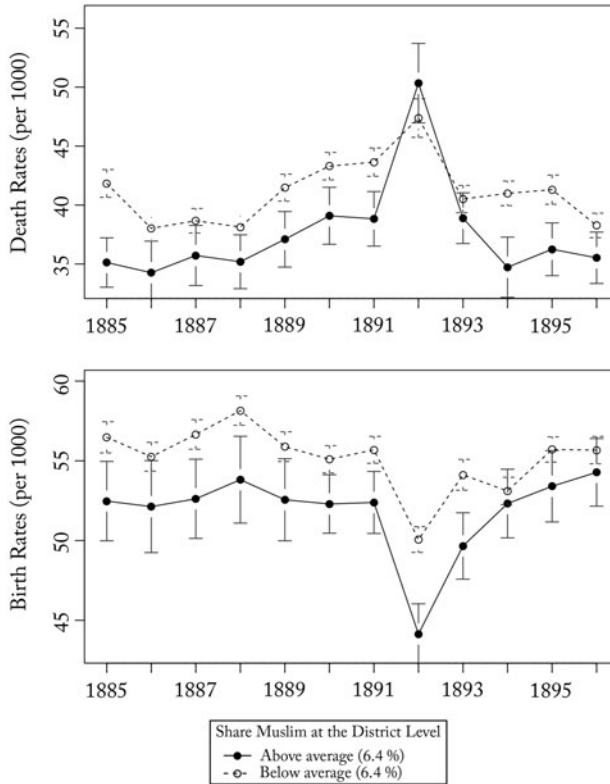 Death Rates (per 1000)
55
50
45
40
35
1885 1887 1889 1891 1893 1895
Birth Rates (per 1000)
60
55
50
45
1885 1887 1889 1891 1893 1895
Share Muslim at the District Level
Above average (6.4 %)
Below average (6.4 %)